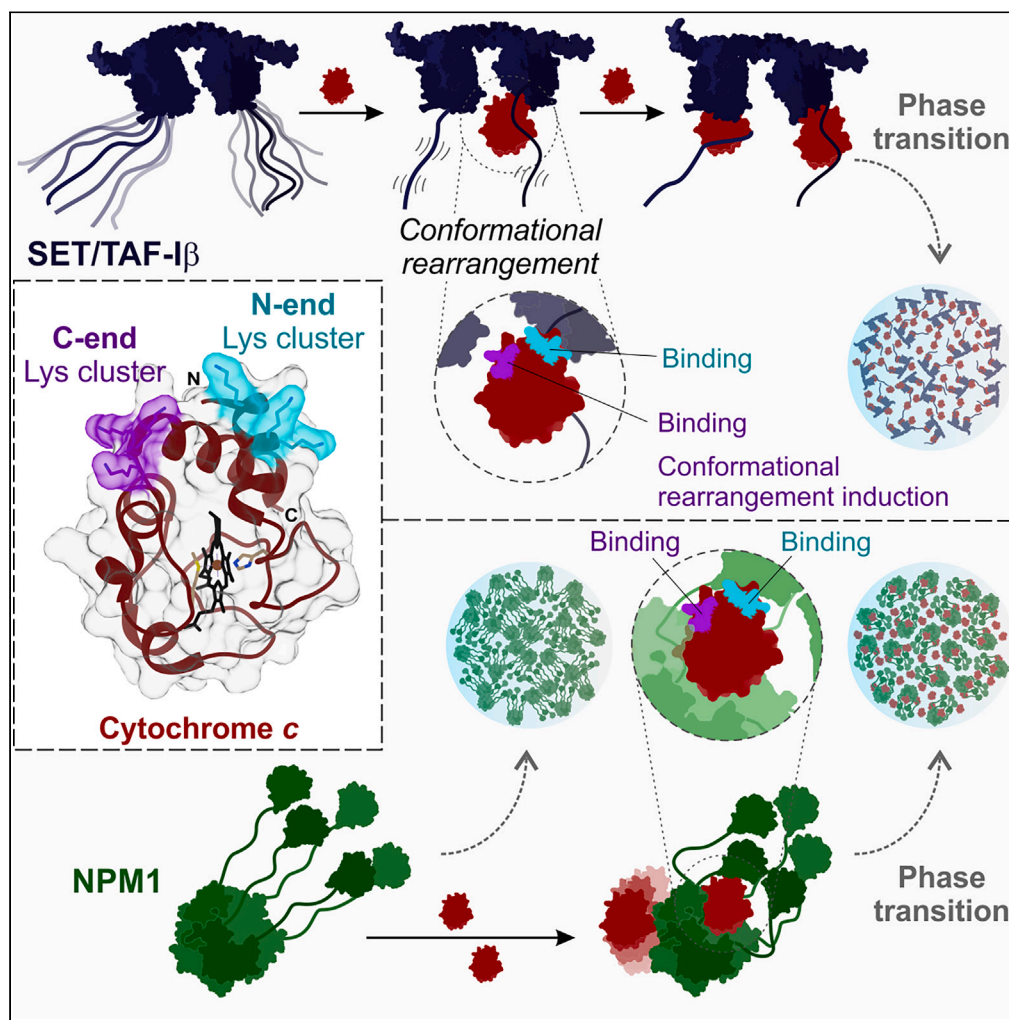 Phase
transition
SET/TAF-Iβ
Conformational
rearrangement
N-end
Lys cluster
C-end
Lys cluster
N
C
Cytochrome c
Binding
Binding
Conformational
rearrangement induction
Binding
Binding
NPM1
Phase
transition